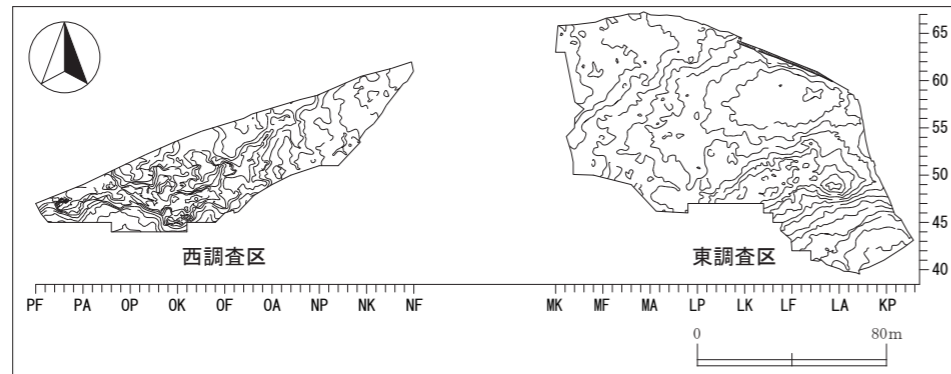 65
60
55
50
45
40
西調査区
東調査区
PF PA OP OK OF OA NP NK NF MK MF MA LP LK LF LA KP
0 80m